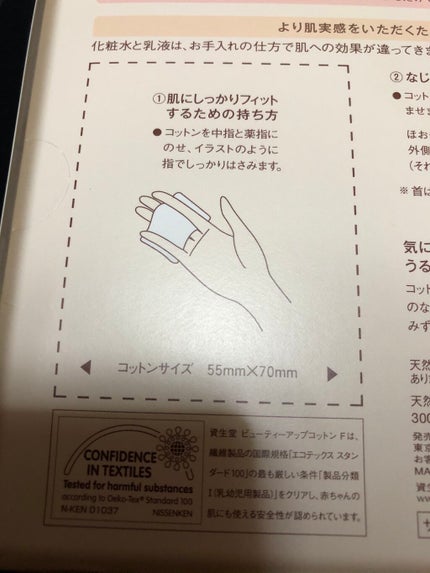 より肌実感をいただくた
化粧水と乳液は、お手入れの仕方で肌への効果が違ってきま
①肌にしっかりフィット
するための持ち方
●コットンを中指と薬指に
のせ、イラストのように
指でしっかりはさみます。
コットンサイズ 55mm×70mm
② なじ
●コット
ませま
ほお
外側
(それ
※首は
気に
うる
コット
のな
みず
天然
あり
天然
300
発売
東京
お客
MA
資生
www
サ
CONFIDENCE
IN TEXTILES
Tested for harmful substances
according to Oeko-Tex® Standard 100
N-KEN 01037 NISSENKEN
資生堂 ビューティーアップコットン Fは、
繊維製品の国際規格「エコテックス スタン
ダード100」の最も厳しい条件「製品分類
I(乳幼児用製品)」をクリアし、赤ちゃんの
肌にも使える安全性が認められています。